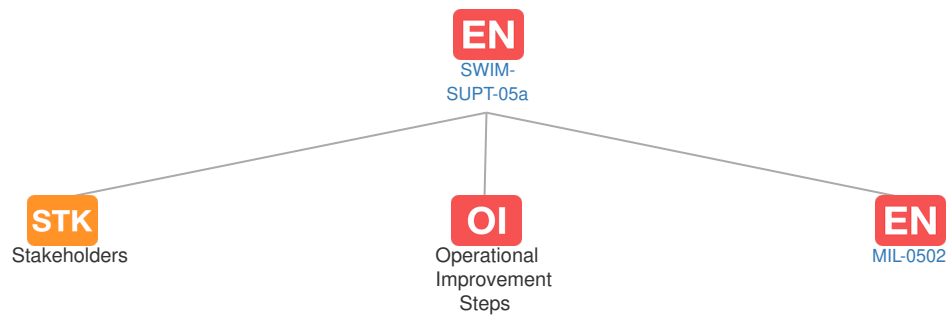 EN
SWIM-
SUPT-05a
STK
Stakeholders
OI
Operational
Improvement
Steps
EN
MIL-0502